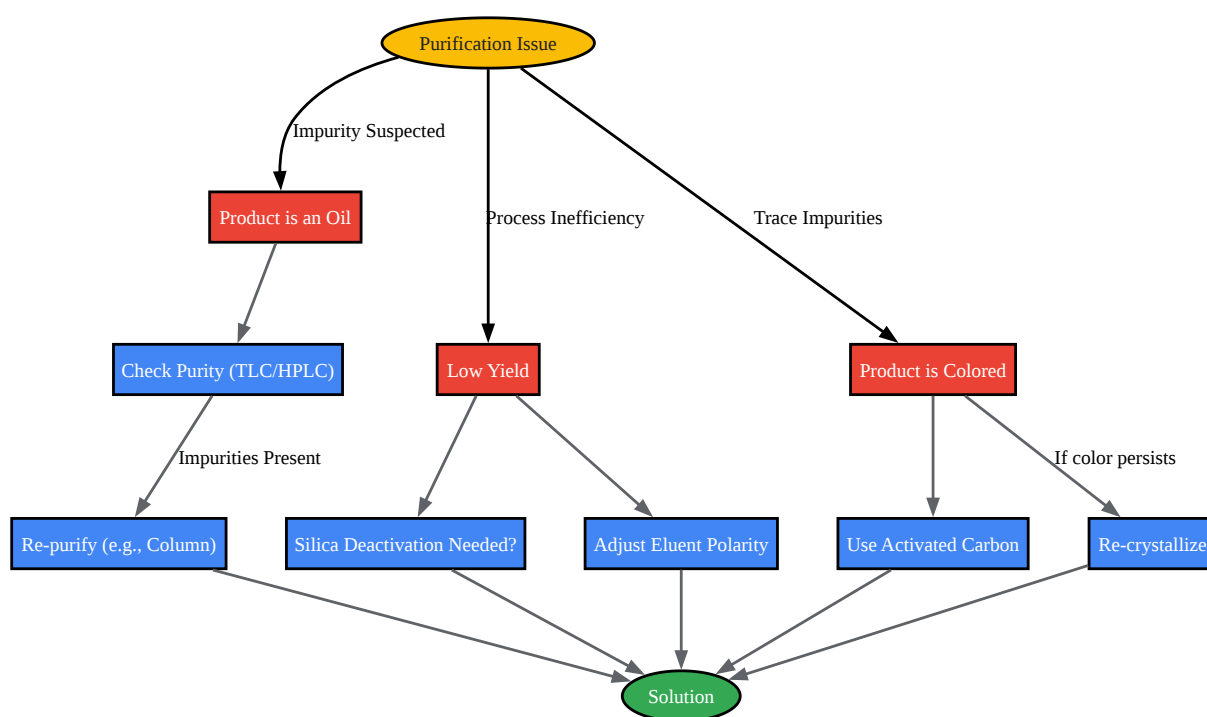 Purification Issue
Impurity Suspected
Product is an Oil
Process Inefficiency
Trace Impurities
Check Purity (TLC/HPLC)
Low Yield
Product is Colored
Impurities Present
If color persists
Re-purify (e.g., Column)
Silica Deactivation Needed?
Adjust Eluent Polarity
Use Activated Carbon
Re-crystallize
Solution